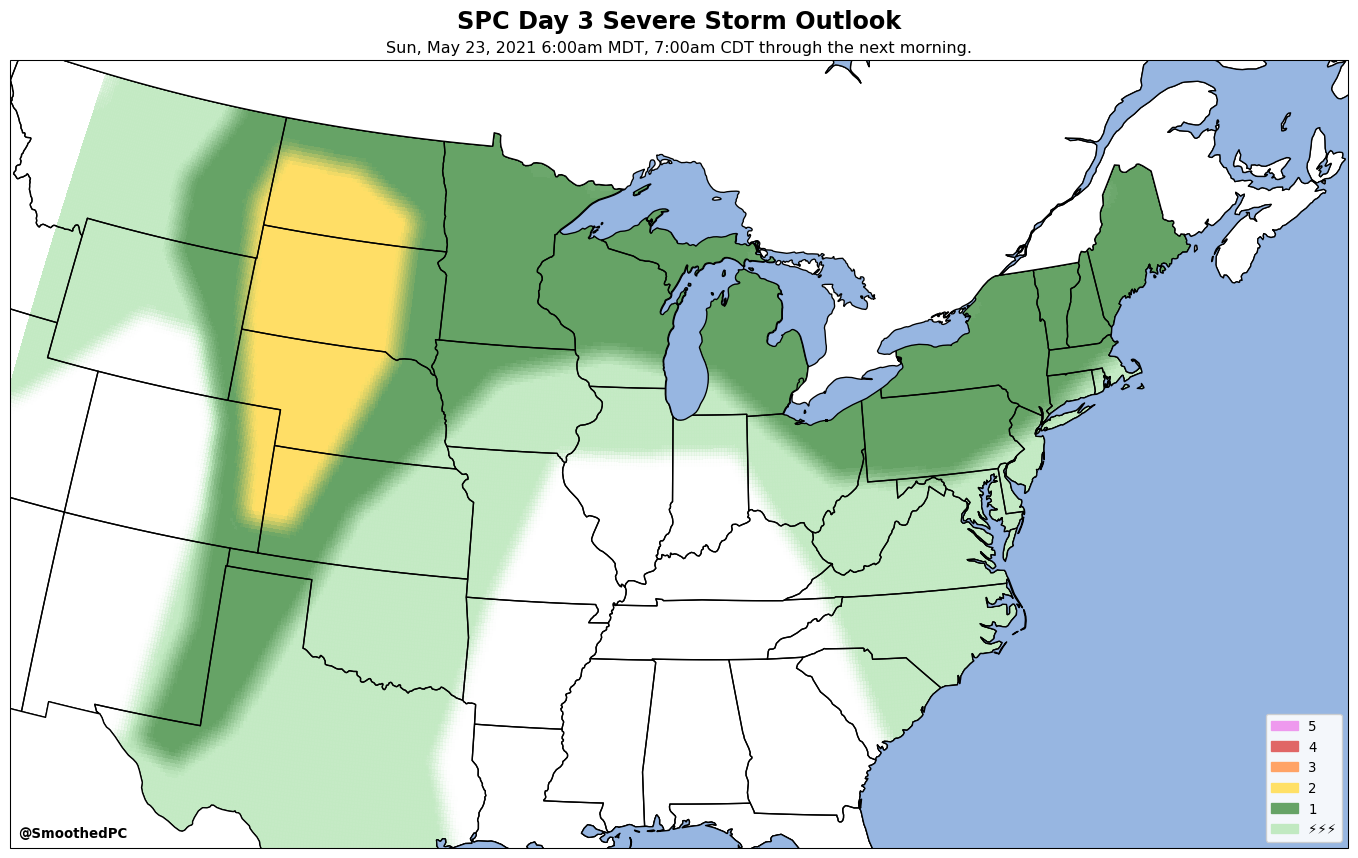 SPC Day 3 Severe Storm Outlook
Sun, May 23, 2021 6:00am MDT, 7:00am CDT through the next morning.
5
4
3
2
1
⚡⚡⚡
@SmoothedPC